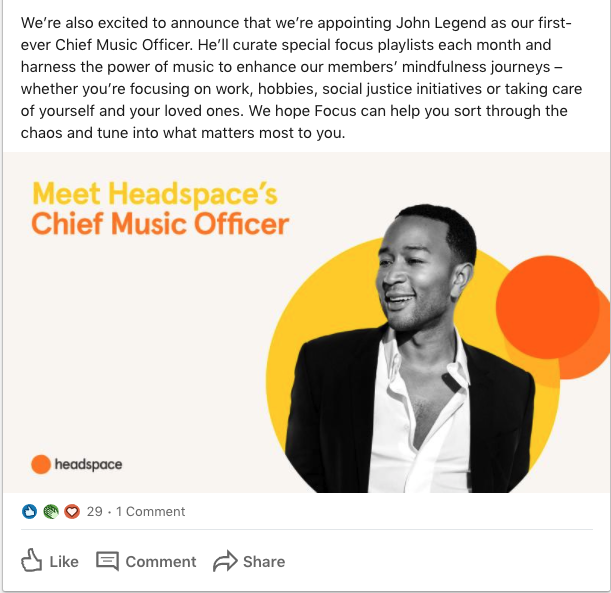 We're also excited to announce that we're appointing John Legend as our first-
ever Chief Music Officer. He'll curate special focus playlists each month and
harness the power of music to enhance our members' mindfulness journeys –
whether you're focusing on work, hobbies, social justice initiatives or taking care
of yourself and your loved ones. We hope Focus can help you sort through the
chaos and tune into what matters most to you.
Meet Headspace's
Chief Music Officer
headspace
29 · 1 Comment
Like Comment Share